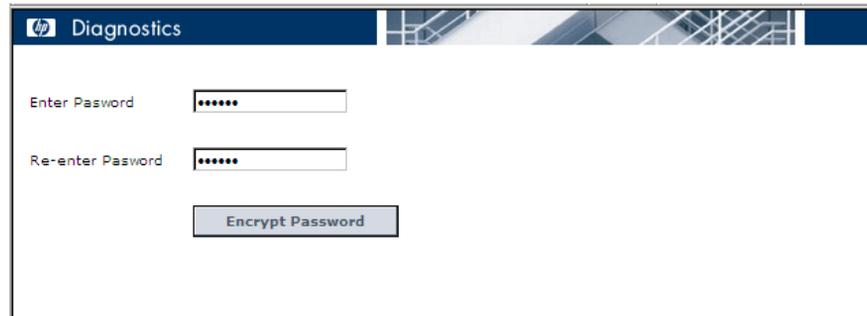 hp Diagnostics
Enter Pasword
••••••
Re-enter Pasword
••••••
Encrypt Password